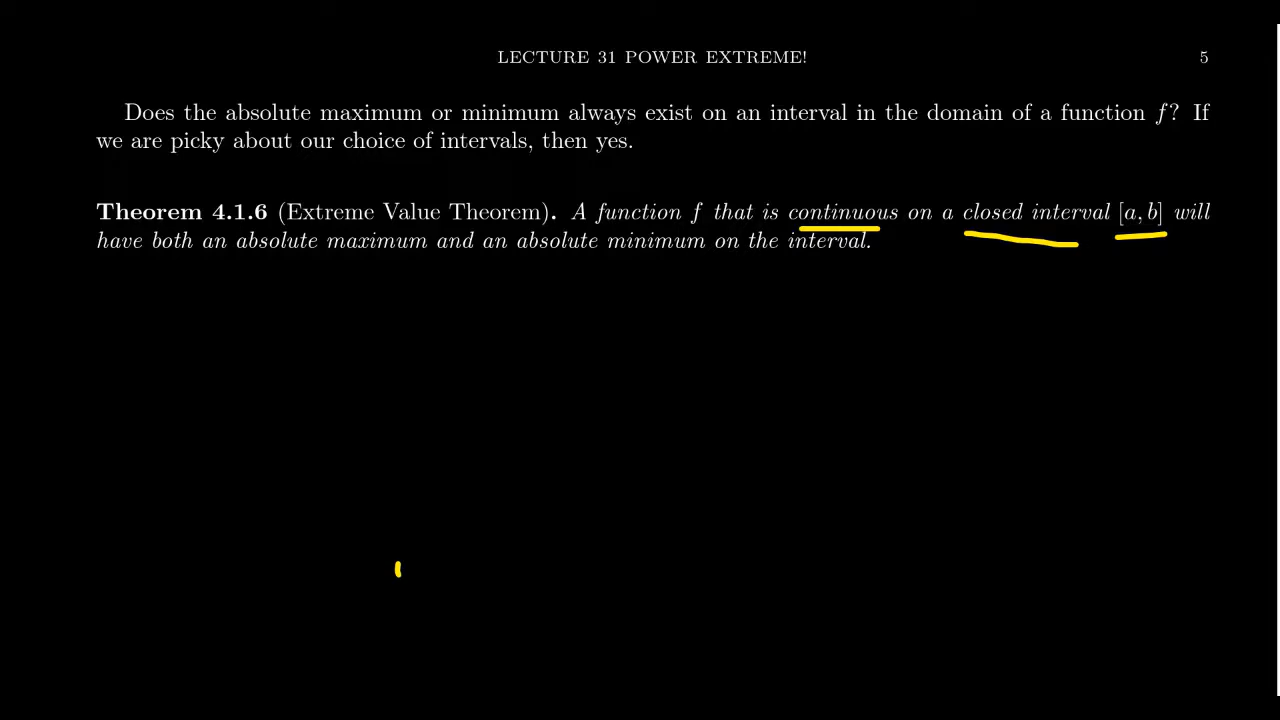 LECTURE 31 POWER EXTREME! 5
Does the absolute maximum or minimum always exist on an interval in the domain of a function f? If
we are picky about our choice of intervals, then yes.
Theorem 4.1.6 (Extreme Value Theorem). A function f that is continuous on a closed interval [a, b] will
have both an absolute maximum and an absolute minimum on the interval.